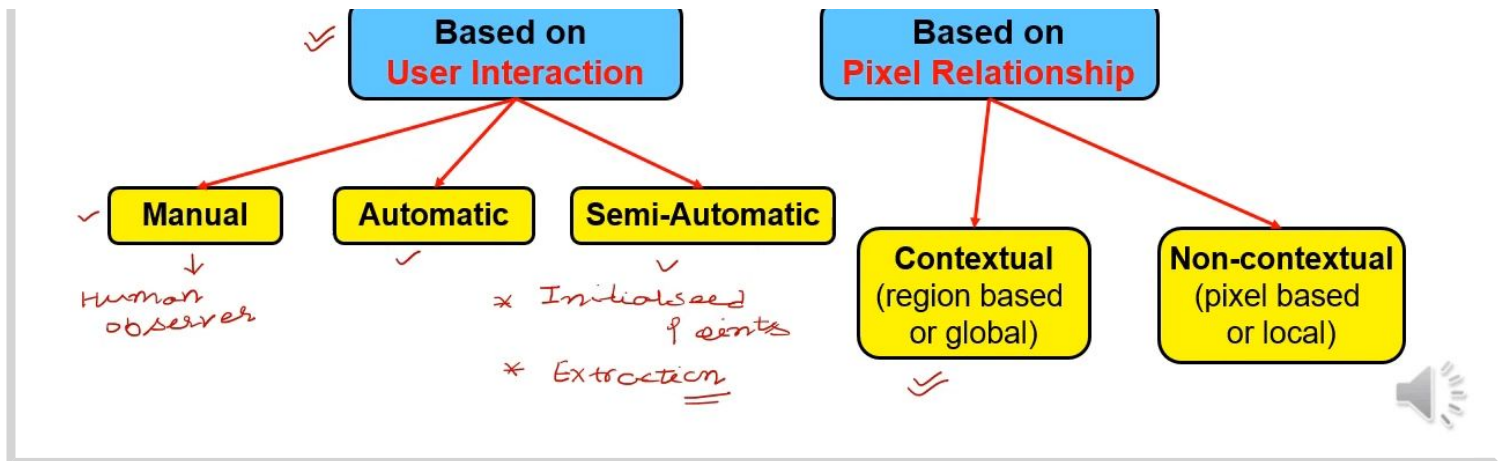 Based on
User Interaction
Based on
Pixel Relationship
Manual
Automatic
Semi-Automatic
Contextual
(region based
or global)
Non-contextual
(pixel based
or local)
Human
observer
* Initialseed
points
* Extraction